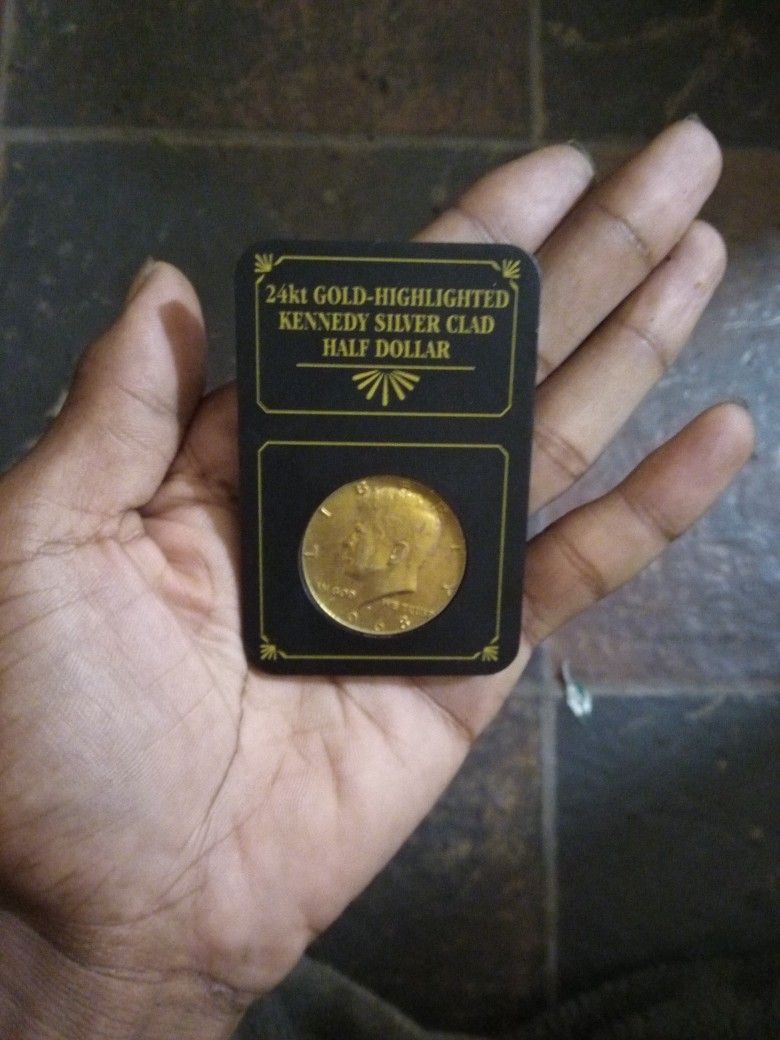 24kt GOLD-HIGHLIGHTED
KENNEDY SILVER CLAD
HALF DOLLAR